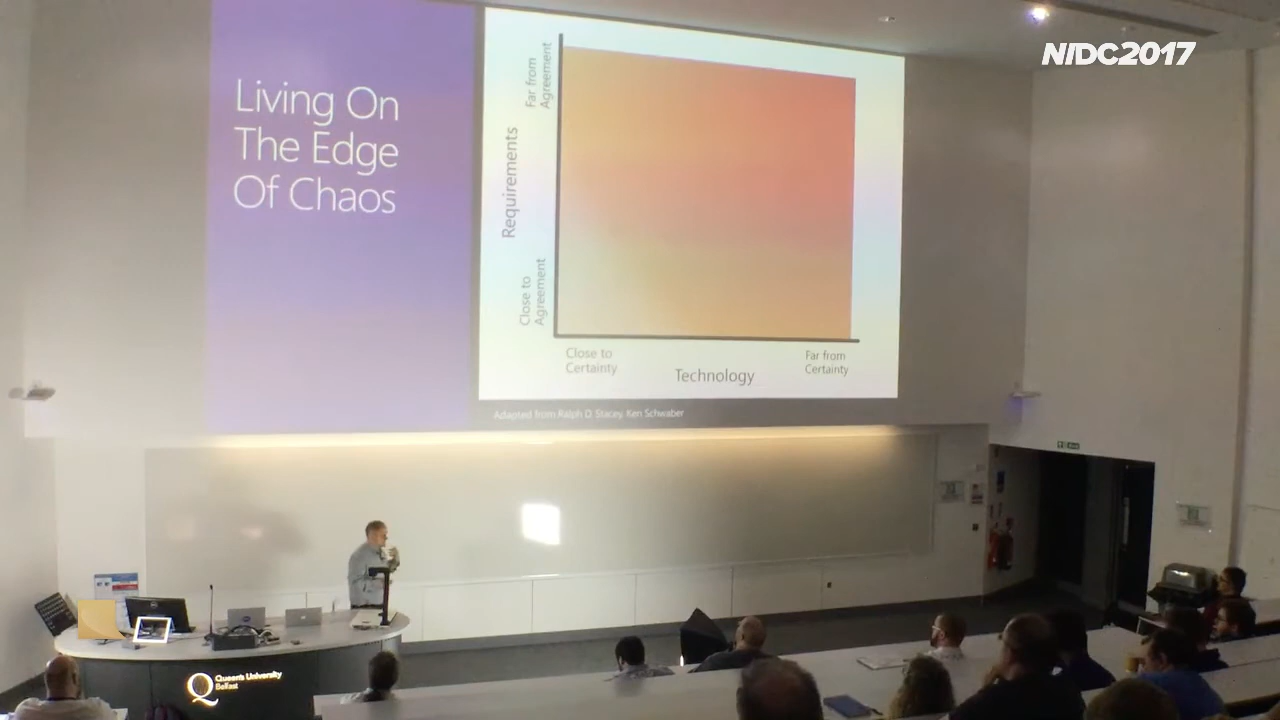 NIDC2017
Living On
The Edge
Of Chaos
Far from
Agreement
Requirements
Close to
Agreement
Close to
Certainty
Technology
Far from
Certainty
Adapted from Ralph D. Stacey, Ken Schwaber
Queen's University
Belfast